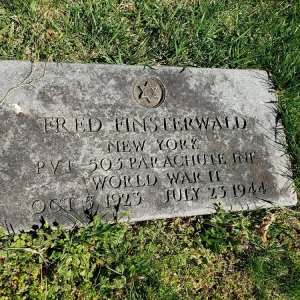 FRED FINSTERWALD
NEW YORK
PVT 505 PARACHUTE INF
WORLD WAR II
OCT 5 1923 JULY 23 1944